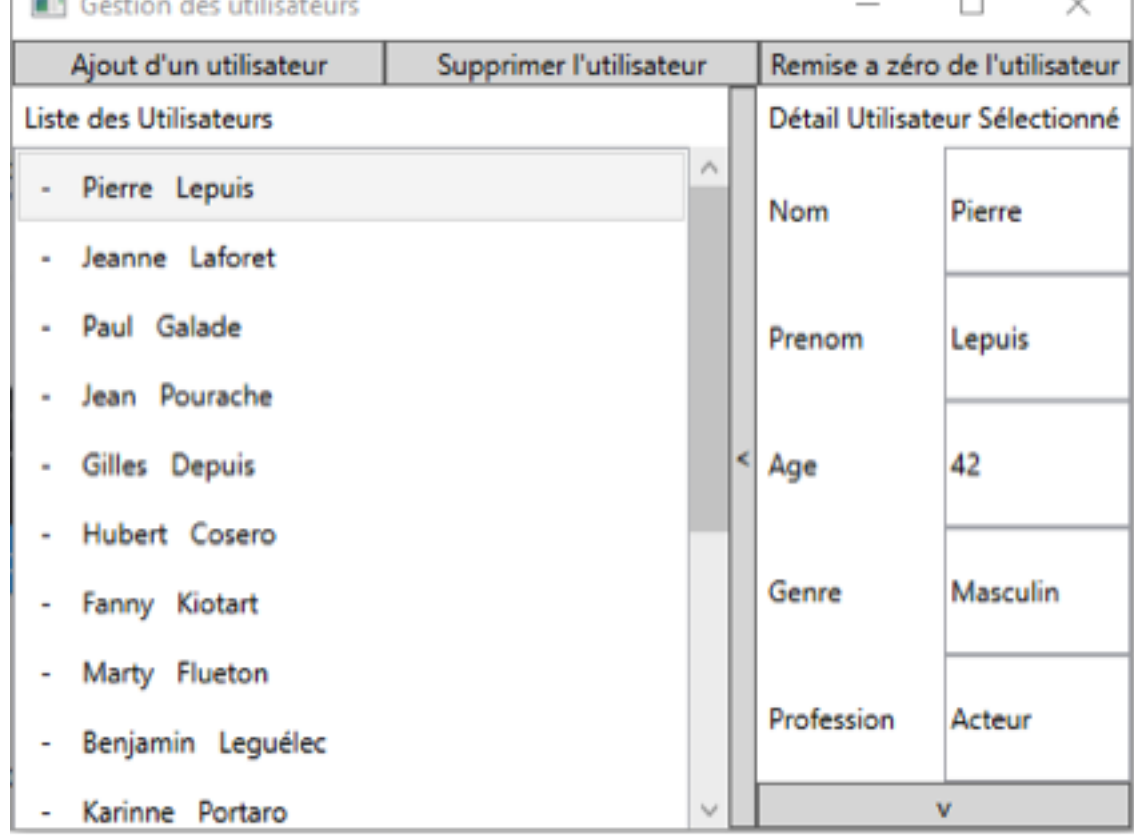 Gestion des utilisateurs
Ajout d'un utilisateur Supprimer l'utilisateur Remise a zéro de l'utilisateur
Liste des Utilisateurs
- Pierre Lepuis
- Jeanne Laforet
- Paul Galade
- Jean Pourache
- Gilles Depuis
- Hubert Cosero
- Fanny Kiotart
- Marty Flueton
- Benjamin Leguélec
- Karinne Portaro
<
Détail Utilisateur Sélectionné
Nom Pierre
Prenom Lepuis
Age 42
Genre Masculin
Profession Acteur
v